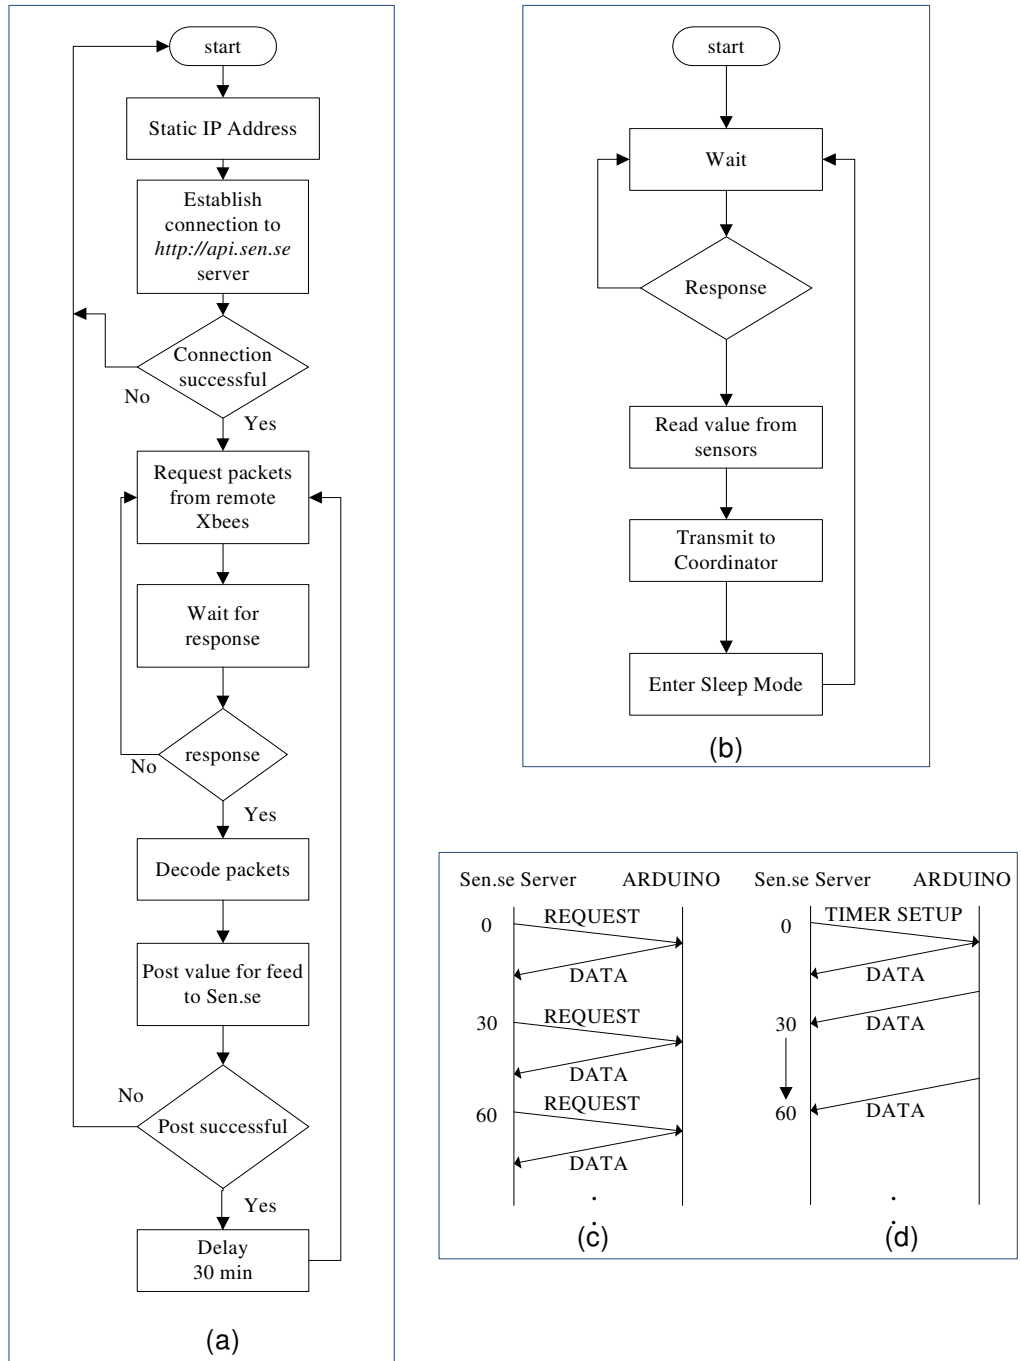 start
Static IP Address
Establish
connection to
http://api.sen.se
server
Connection
successful
No
Yes
Request packets
from remote
Xbees
Wait for
response
response
No
Yes
Decode packets
Post value for feed
to Sen.se
No
Post successful
Yes
Delay
30 min
(a)
start
Wait
Response
Read value from
sensors
Transmit to
Coordinator
Enter Sleep Mode
(b)
Sen.se Server ARDUINO
0 REQUEST
DATA
30 REQUEST
DATA
60 REQUEST
DATA
(c)
Sen.se Server ARDUINO
0 TIMER SETUP
DATA
30 DATA
60 DATA
(d)